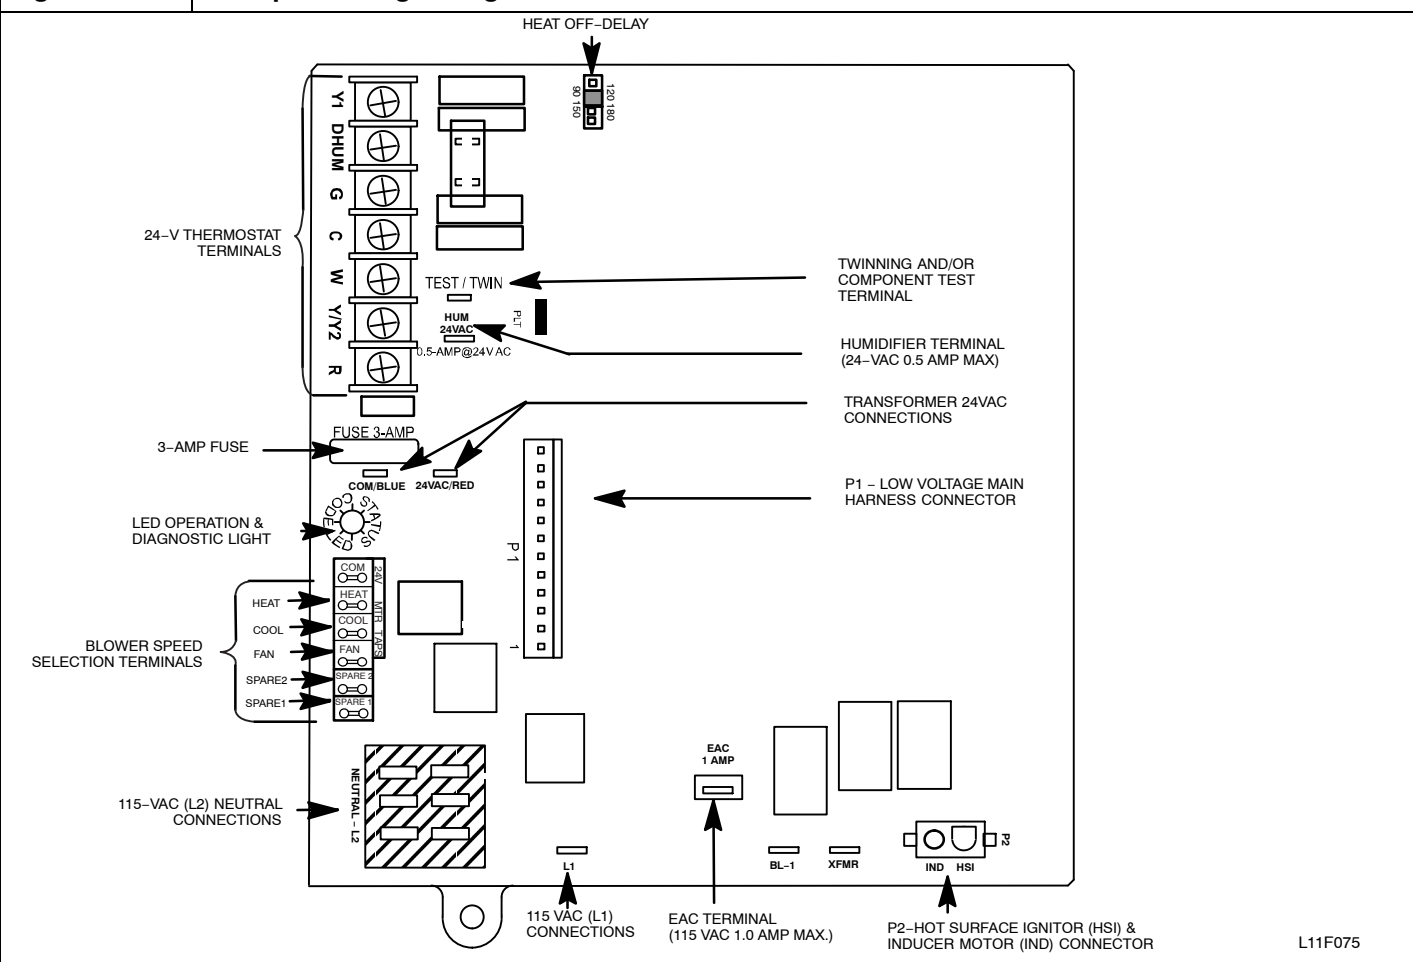 HEAT OFF–DELAY
90 150
120 180
Y1
DHUM
G
C
W
Y/Y2
R
24–V THERMOSTAT
TERMINALS
TEST / TWIN
HUM
24VAC
0.5-AMP@24VAC
PLT
TWINNING AND/OR
COMPONENT TEST
TERMINAL
HUMIDIFIER TERMINAL
(24–VAC 0.5 AMP MAX)
TRANSFORMER 24VAC
CONNECTIONS
FUSE 3-AMP
3–AMP FUSE
COM/BLUE
24VAC/RED
P1 – LOW VOLTAGE MAIN
HARNESS CONNECTOR
STATUS
CODE
LED
LED OPERATION &
DIAGNOSTIC LIGHT
P1
1
COM
HEAT
COOL
FAN
SPARE 2
SPARE 1
24V
MTR TAPS
HEAT
COOL
FAN
SPARE2
SPARE1
BLOWER SPEED
SELECTION TERMINALS
NEUTRAL – L2
115–VAC (L2) NEUTRAL
CONNECTIONS
EAC
1 AMP
L1
BL–1
XFMR
IND
HSI
P2
115 VAC (L1)
CONNECTIONS
EAC TERMINAL
(115 VAC 1.0 AMP MAX.)
P2–HOT SURFACE IGNITOR (HSI) &
INDUCER MOTOR (IND) CONNECTOR
L11F075